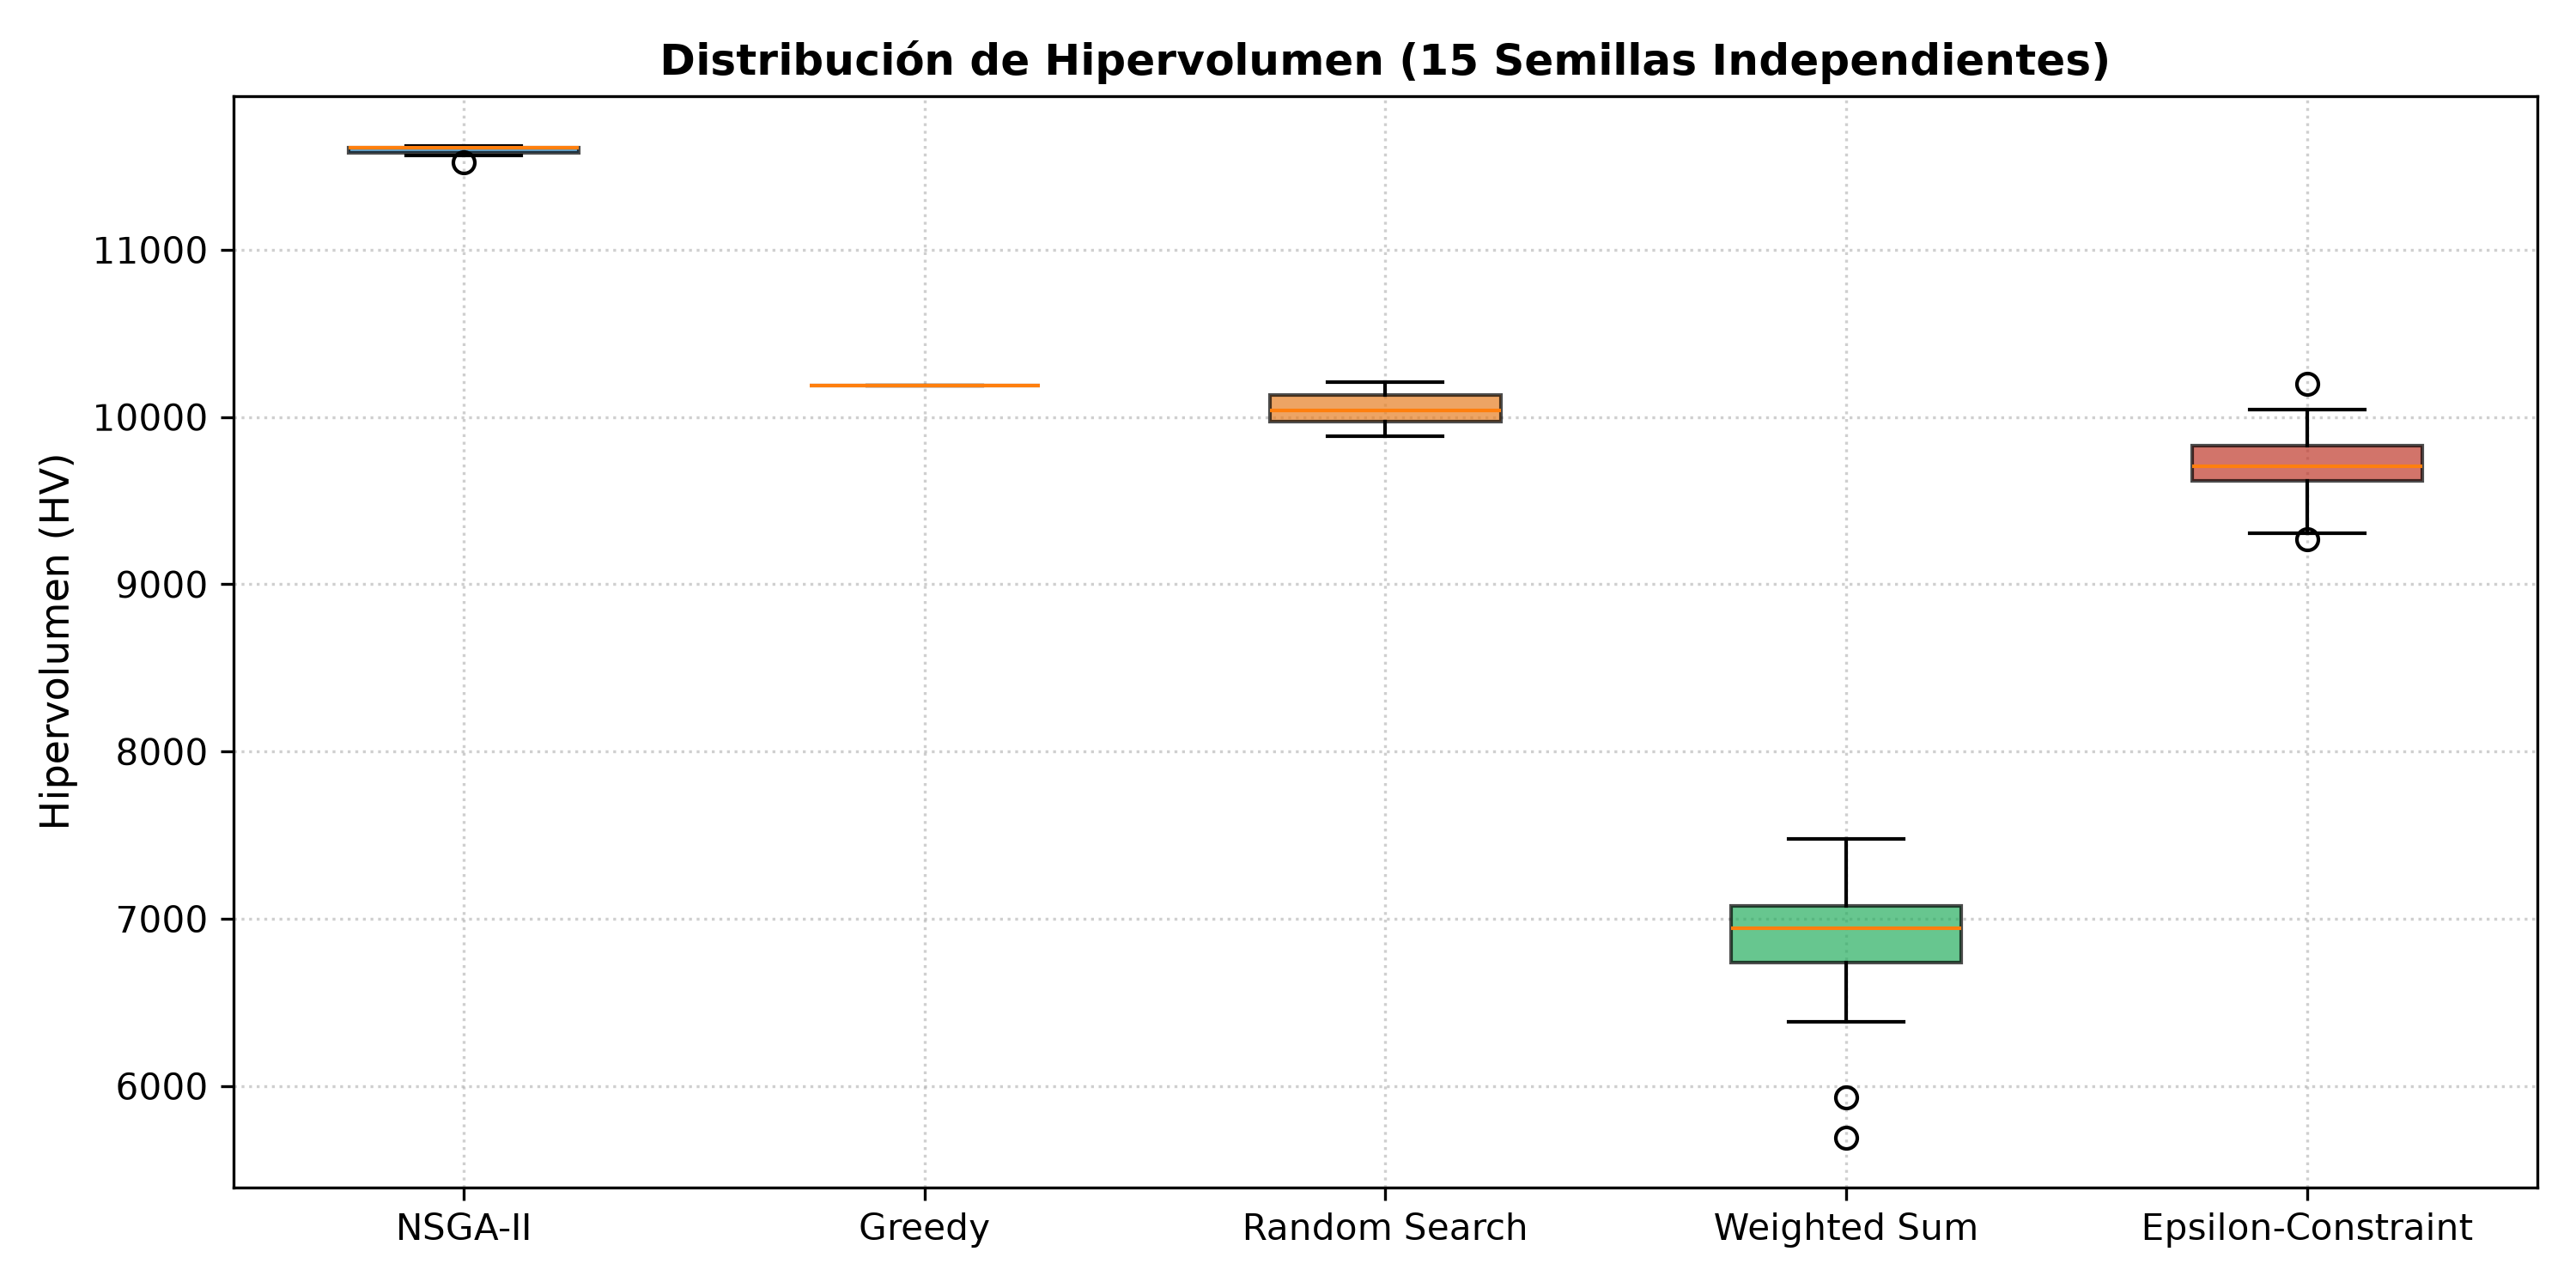 Distribución de Hipervolumen (15 Semillas Independientes)
Hipervolumen (HV)
11000
10000
9000
8000
7000
6000
NSGA-II
Greedy
Random Search
Weighted Sum
Epsilon-Constraint